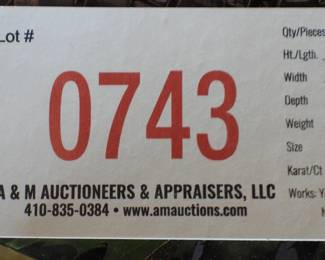 Lot #
0743
A & M AUCTIONEERS & APPRAISERS, LLC
410-835-0384 • www.amauctions.com
Qty/Pieces
Ht./Lgth.
Width
Depth
Weight
Size
Karat/Ct
Works: Y